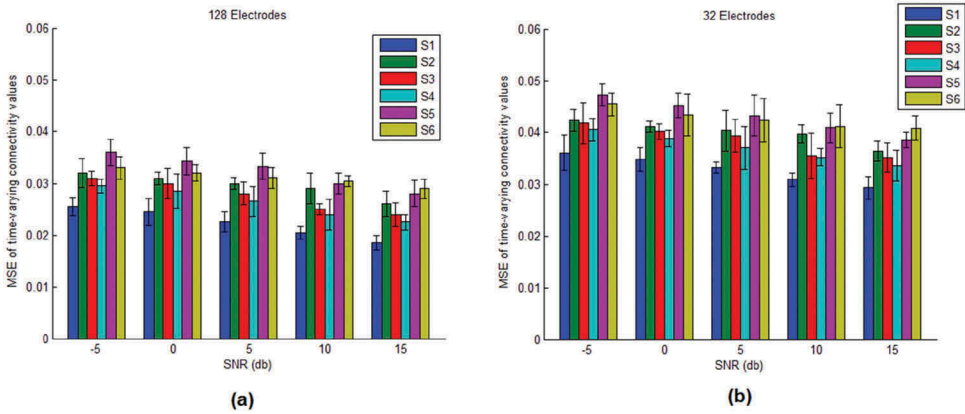 128 Electrodes
MSE of time-varying connectivity values
0.06
0.05
0.04
0.03
0.02
0.01
0
-5 0 5 10 15
SNR (db)
S1
S2
S3
S4
S5
S6
(a)
32 Electrodes
MSE of time-varying connectivity values
0.06
0.05
0.04
0.03
0.02
0.01
0
-5 0 5 10 15
SNR (db)
S1
S2
S3
S4
S5
S6
(b)